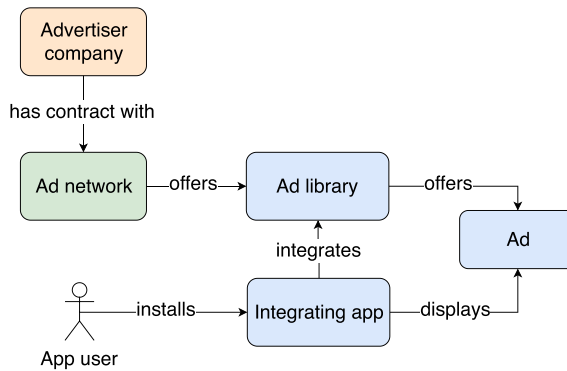 Advertiser
company
has contract with
Ad network
offers
Ad library
offers
Ad
integrates
App user
installs
Integrating app
displays